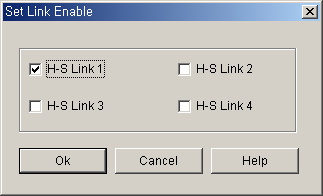 Set Link Enable
H-S Link 1
H-S Link 2
H-S Link 3
H-S Link 4
Ok
Cancel
Help